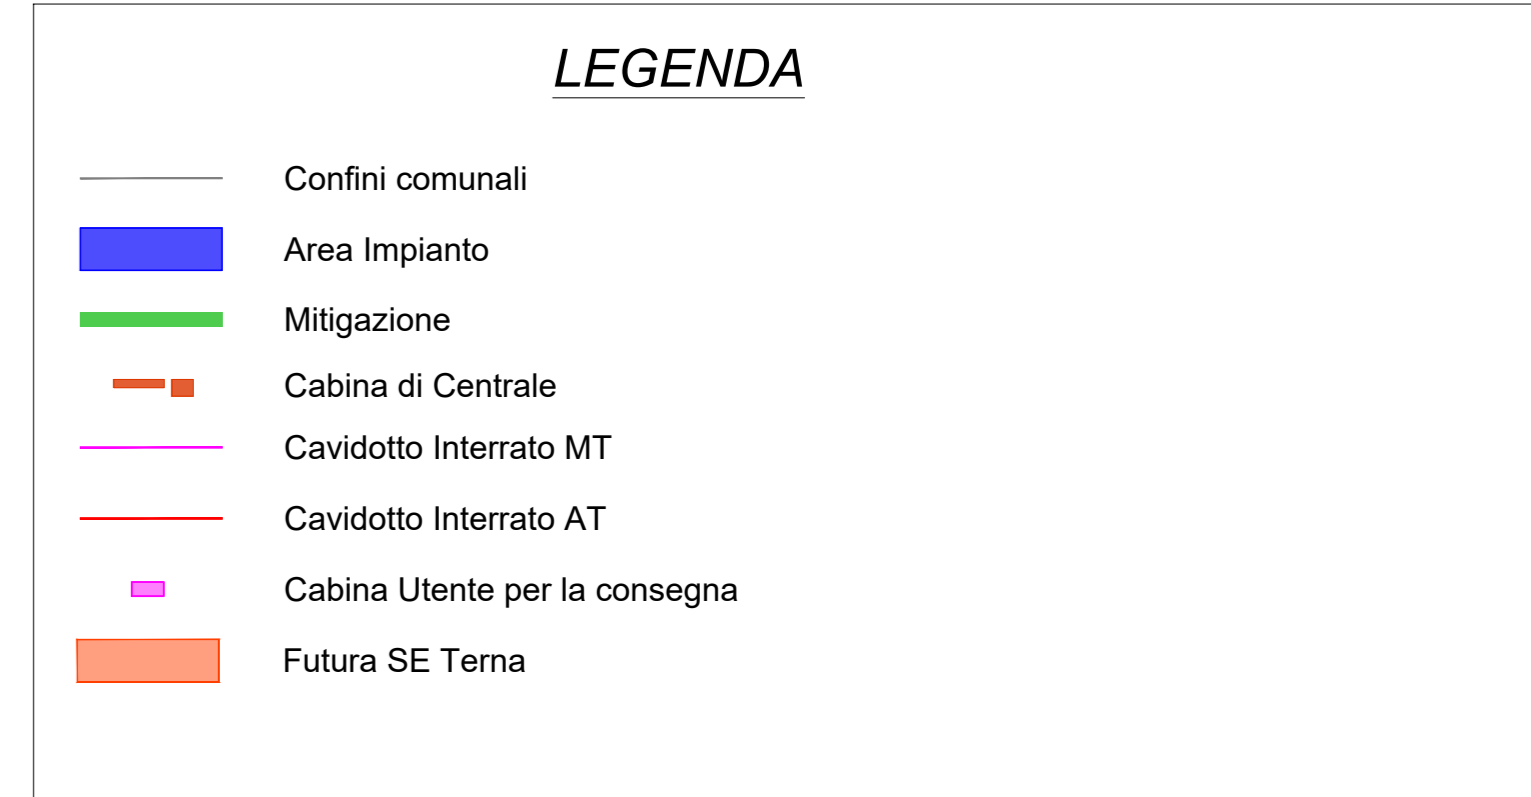 LEGENDA
Confini comunali
Area Impianto
Mitigazione
Cabina di Centrale
Cavidotto Interrato MT
Cavidotto Interrato AT
Cabina Utente per la consegna
Futura SE Terna